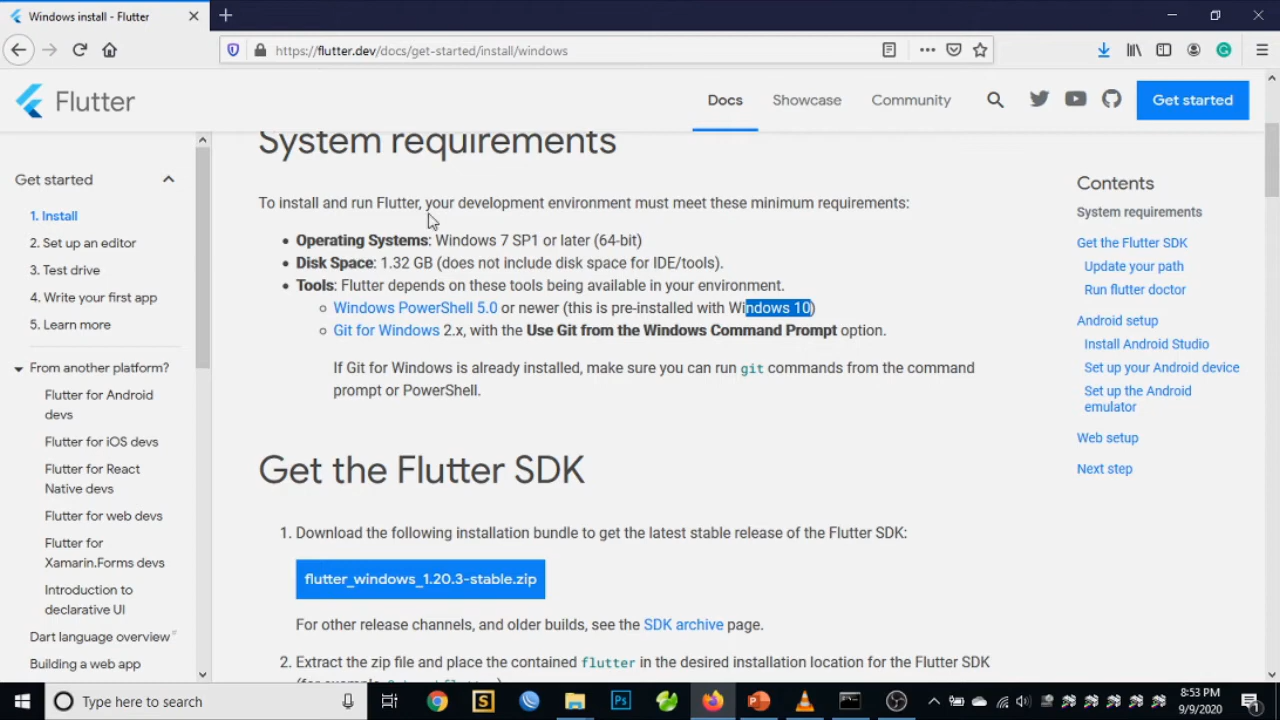 Windows install - Flutter
https://flutter.dev/docs/get-started/install/windows
Flutter
Docs
Showcase
Community
Get started
Get started
1. Install
2. Set up an editor
3. Test drive
4. Write your first app
5. Learn more
From another platform?
Flutter for Android
devs
Flutter for iOS devs
Flutter for React
Native devs
Flutter for web devs
Flutter for
Xamarin.Forms devs
Introduction to
declarative UI
Dart language overview
Building a web app
System requirements
To install and run Flutter, your development environment must meet these minimum requirements:
• Operating Systems: Windows 7 SP1 or later (64-bit)
• Disk Space: 1.32 GB (does not include disk space for IDE/tools).
• Tools: Flutter depends on these tools being available in your environment.
○ Windows PowerShell 5.0 or newer (this is pre-installed with Windows 10)
○ Git for Windows 2.x, with the Use Git from the Windows Command Prompt option.
If Git for Windows is already installed, make sure you can run git commands from the command
prompt or PowerShell.
Get the Flutter SDK
1. Download the following installation bundle to get the latest stable release of the Flutter SDK:
flutter_windows_1.20.3-stable.zip
For other release channels, and older builds, see the SDK archive page.
2. Extract the zip file and place the contained flutter in the desired installation location for the Flutter SDK
Contents
System requirements
Get the Flutter SDK
Update your path
Run flutter doctor
Android setup
Install Android Studio
Set up your Android device
Set up the Android
emulator
Web setup
Next step
Type here to search
8:53 PM
9/9/2020